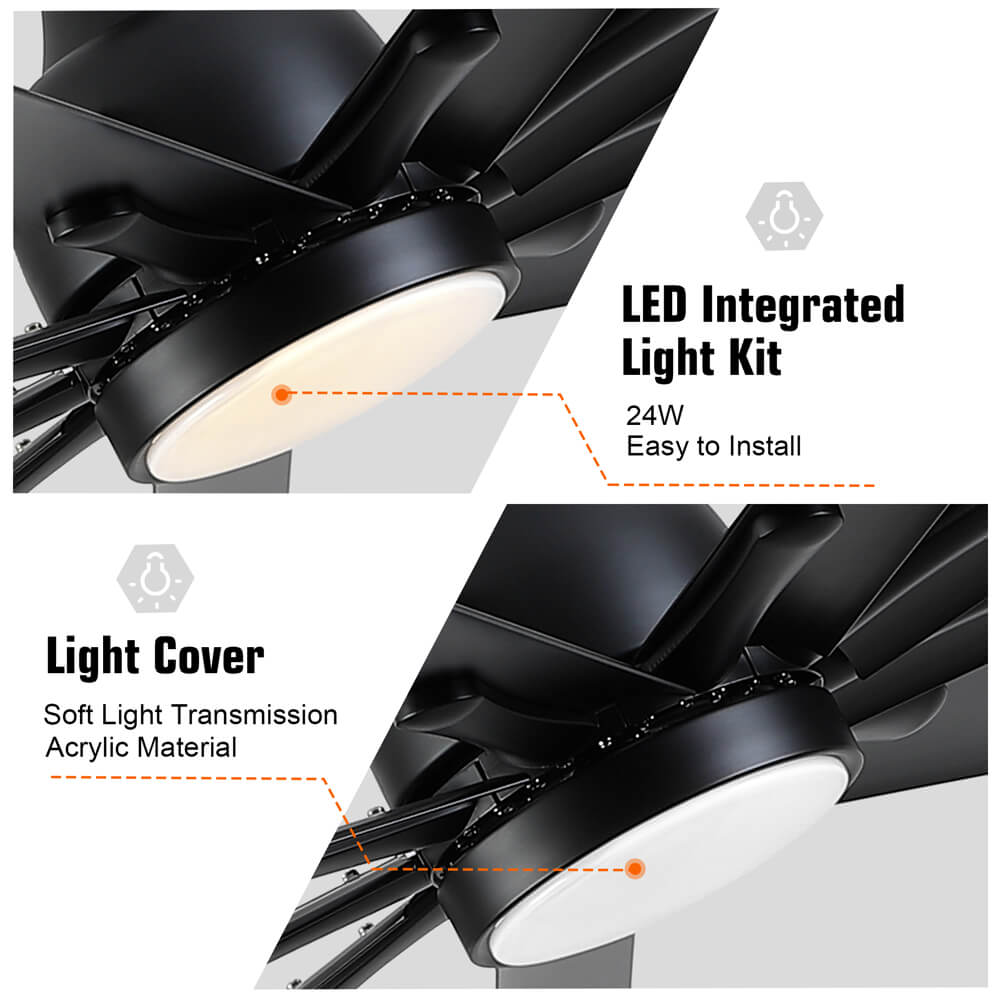 LED Integrated
Light Kit
24W
Easy to Install
Light Cover
Soft Light Transmission
Acrylic Material